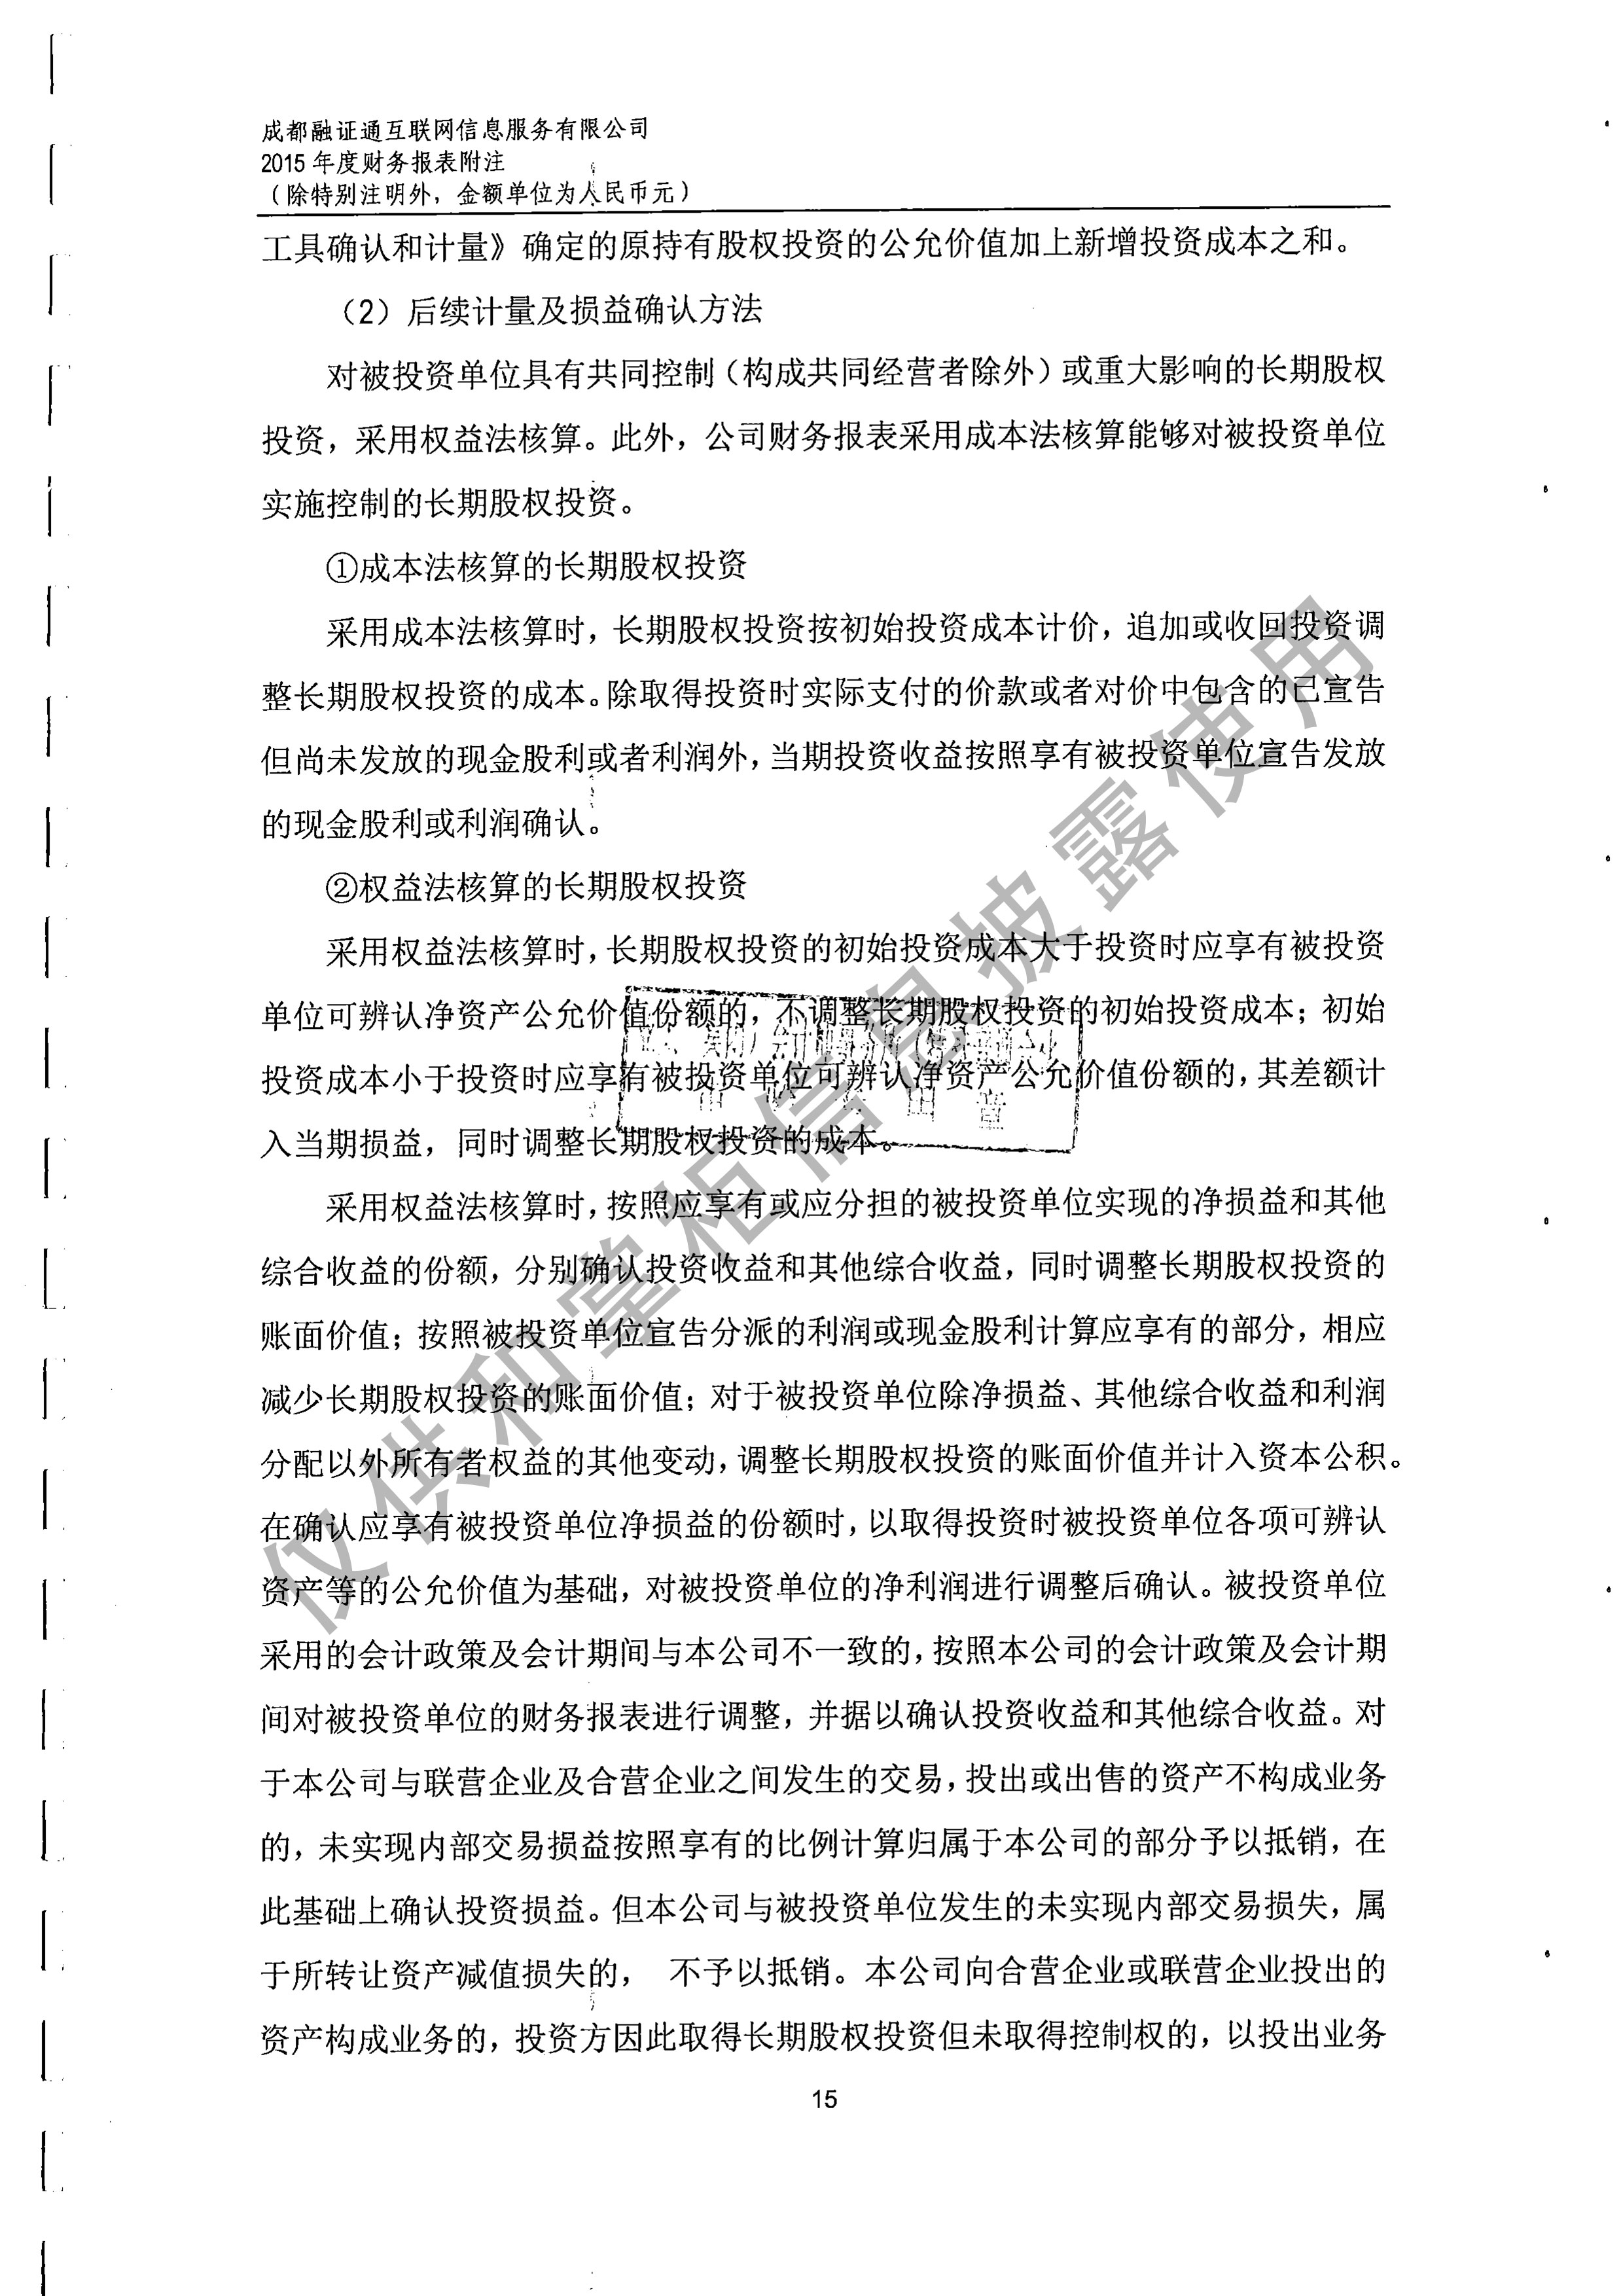 成都融证通互联网信息服务有限公司
2015 年度财务报表附注
（除特别注明外，金额单位为人民币元）
工具确认和计量》确定的原持有股权投资的公允价值加上新增投资成本之和。
（2）后续计量及损益确认方法
对被投资单位具有共同控制（构成共同经营者除外）或重大影响的长期股权
投资，采用权益法核算。此外，公司财务报表采用成本法核算能够对被投资单位
实施控制的长期股权投资。
①成本法核算的长期股权投资
采用成本法核算时，长期股权投资按初始投资成本计价，追加或收回投资调
整长期股权投资的成本。除取得投资时实际支付的价款或者对价中包含的已宣告
但尚未发放的现金股利或者利润外，当期投资收益按照享有被投资单位宣告发放
的现金股利或利润确认。
②权益法核算的长期股权投资
采用权益法核算时，长期股权投资的初始投资成本大于投资时应享有被投资
单位可辨认净资产公允价值份额的，不调整长期股权投资的初始投资成本；初始
投资成本小于投资时应享有被投资单位可辨认净资产公允价值份额的，其差额计
入当期损益，同时调整长期股权投资的成本。
采用权益法核算时，按照应享有或应分担的被投资单位实现的净损益和其他
综合收益的份额，分别确认投资收益和其他综合收益，同时调整长期股权投资的
账面价值；按照被投资单位宣告分派的利润或现金股利计算应享有的部分，相应
减少长期股权投资的账面价值；对于被投资单位除净损益、其他综合收益和利润
分配以外所有者权益的其他变动，调整长期股权投资的账面价值并计入资本公积。
在确认应享有被投资单位净损益的份额时，以取得投资时被投资单位各项可辨认
资产等的公允价值为基础，对被投资单位的净利润进行调整后确认。被投资单位
采用的会计政策及会计期间与本公司不一致的，按照本公司的会计政策及会计期
间对被投资单位的财务报表进行调整，并据以确认投资收益和其他综合收益。对
于本公司与联营企业及合营企业之间发生的交易，投出或出售的资产不构成业务
的，未实现内部交易损益按照享有的比例计算归属于本公司的部分予以抵销，在
此基础上确认投资损益。但本公司与被投资单位发生的未实现内部交易损失，属
于所转让资产减值损失的， 不予以抵销。本公司向合营企业或联营企业投出的
资产构成业务的，投资方因此取得长期股权投资但未取得控制权的，以投出业务
15
仅供和掌柜信息披露使用